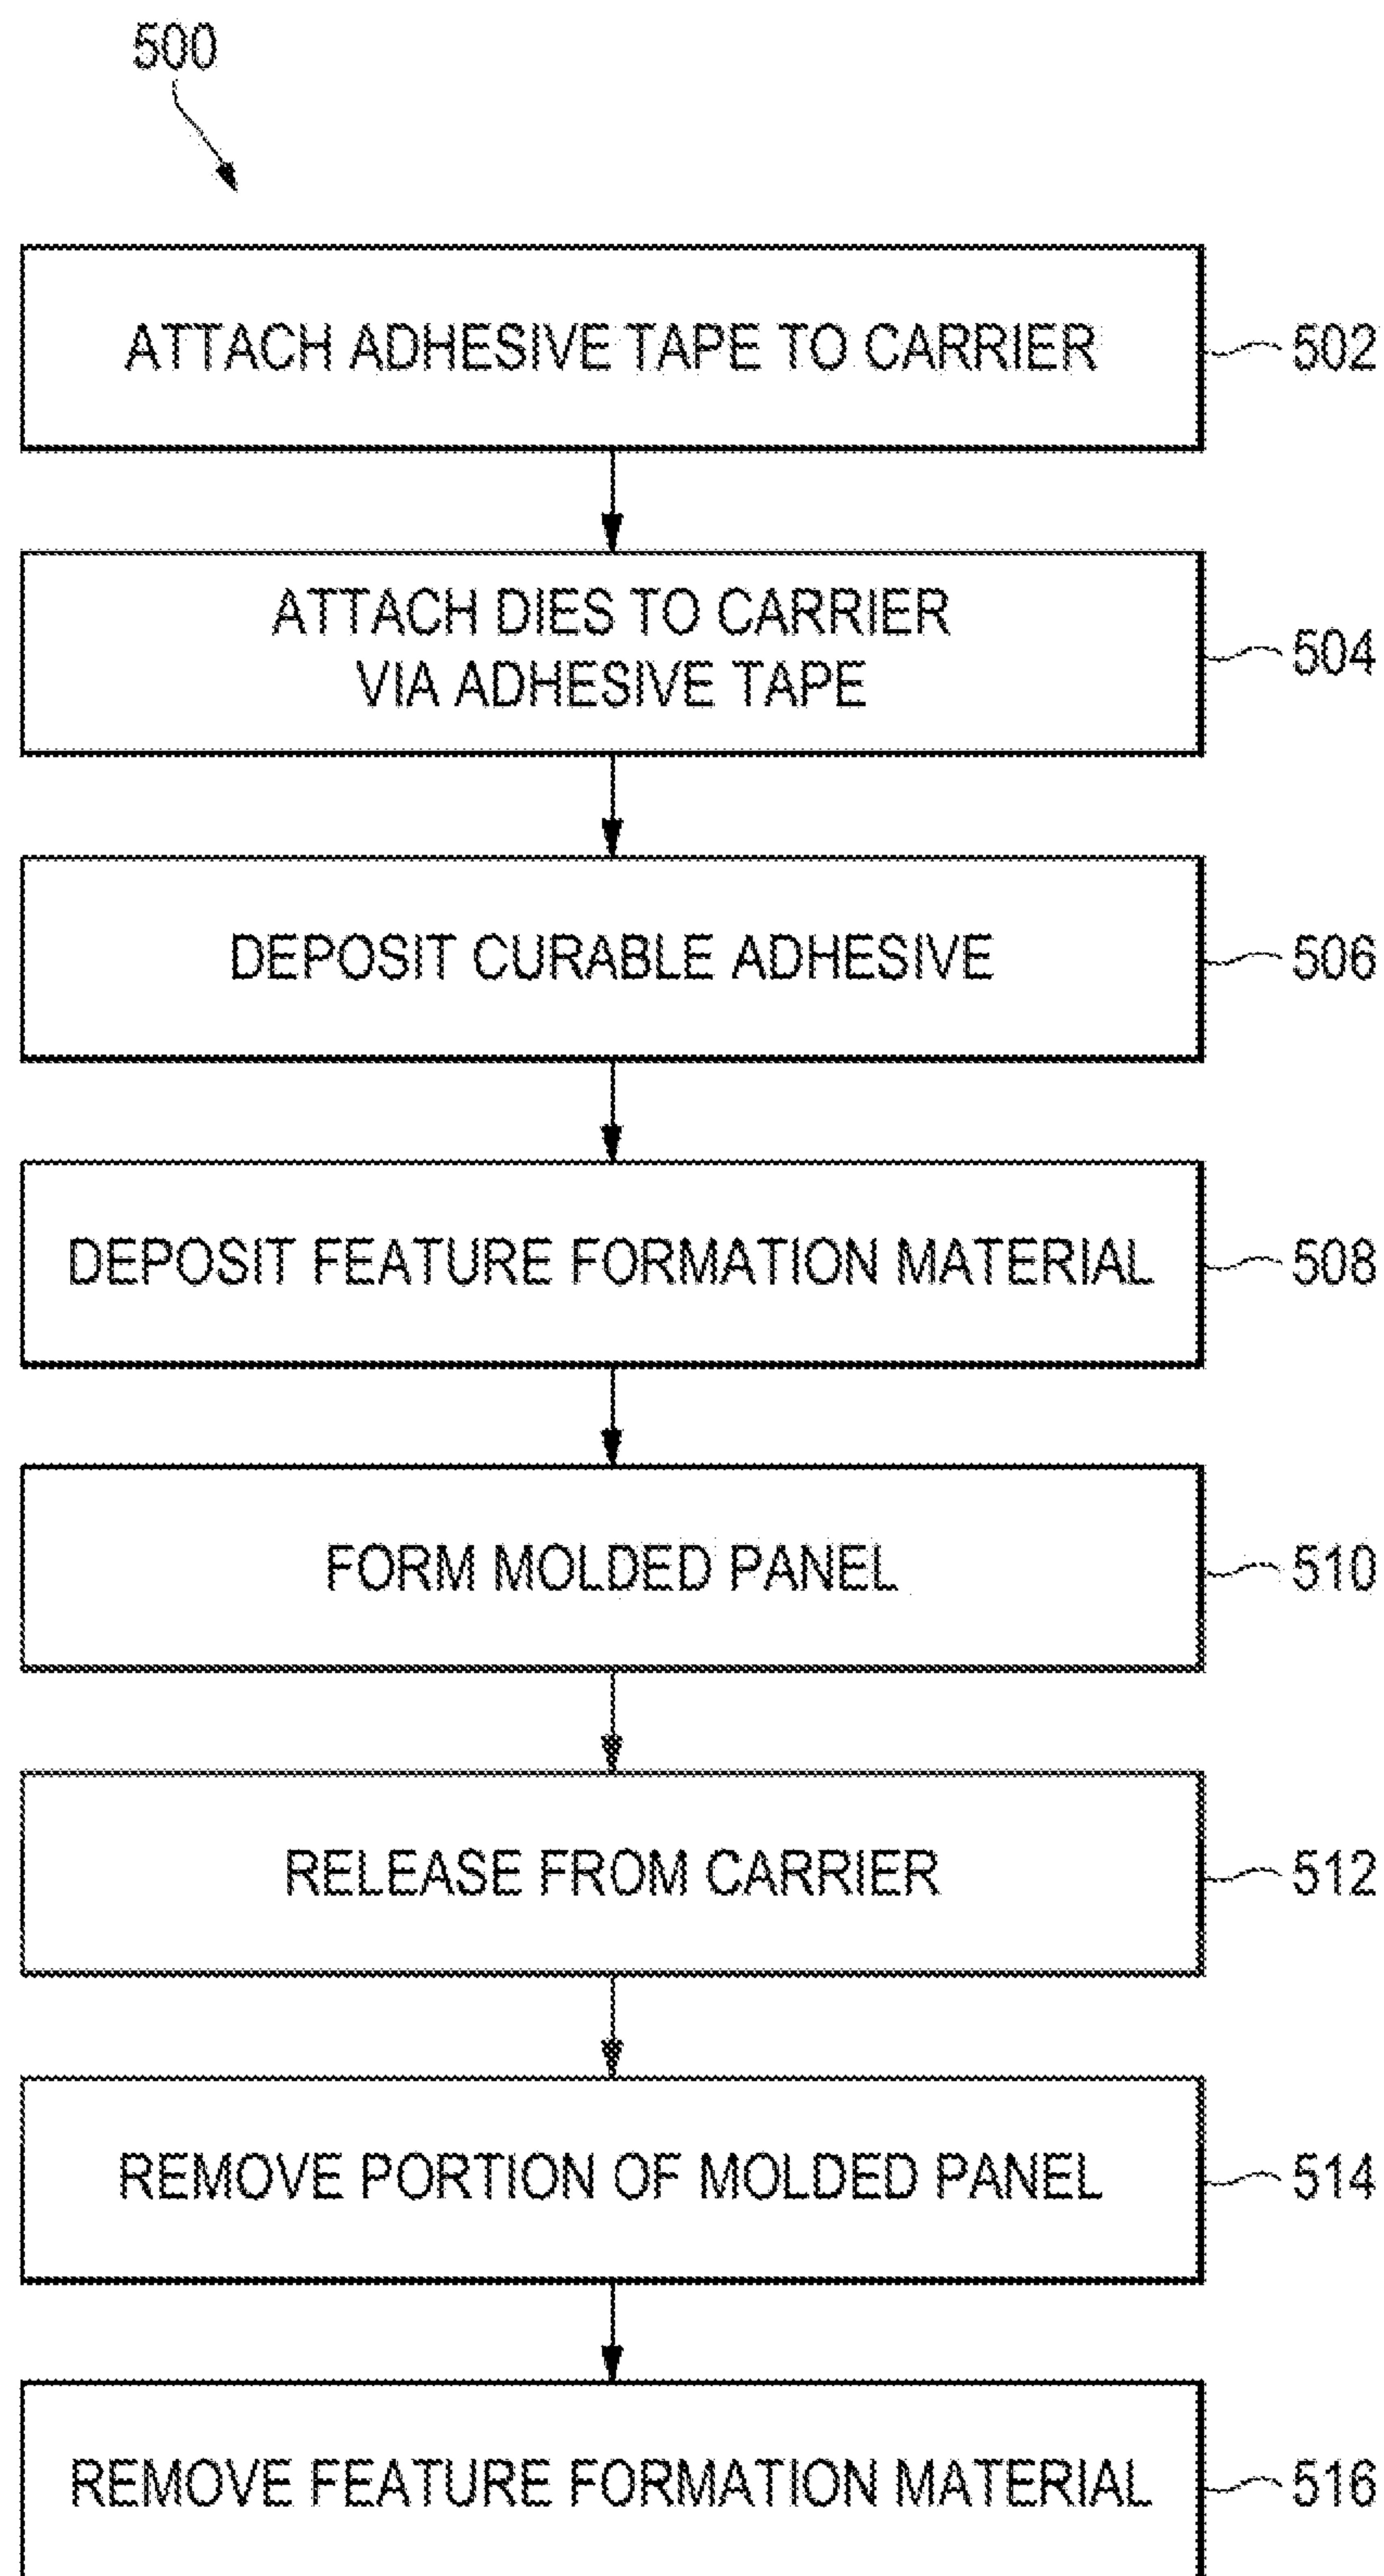 500
ATTACH ADHESIVE TAPE TO CARRIER
502
ATTACH DIES TO CARRIER
VIA ADHESIVE TAPE
504
DEPOSIT CURABLE ADHESIVE
506
DEPOSIT FEATURE FORMATION MATERIAL
508
FORM MOLDED PANEL
510
RELEASE FROM CARRIER
512
REMOVE PORTION OF MOLDED PANEL
514
REMOVE FEATURE FORMATION MATERIAL
516